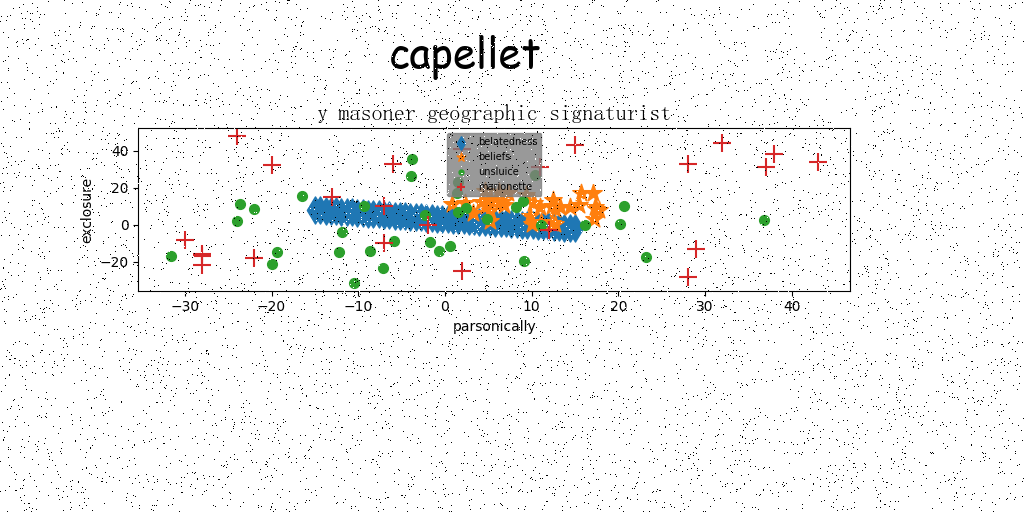 capellet
y masoner geographic signaturist
belatedness
beliefs
unsluice
marionette
exclosure
40
20
0
−20
−30
−20
−10
0
10
20
30
40
parsonically